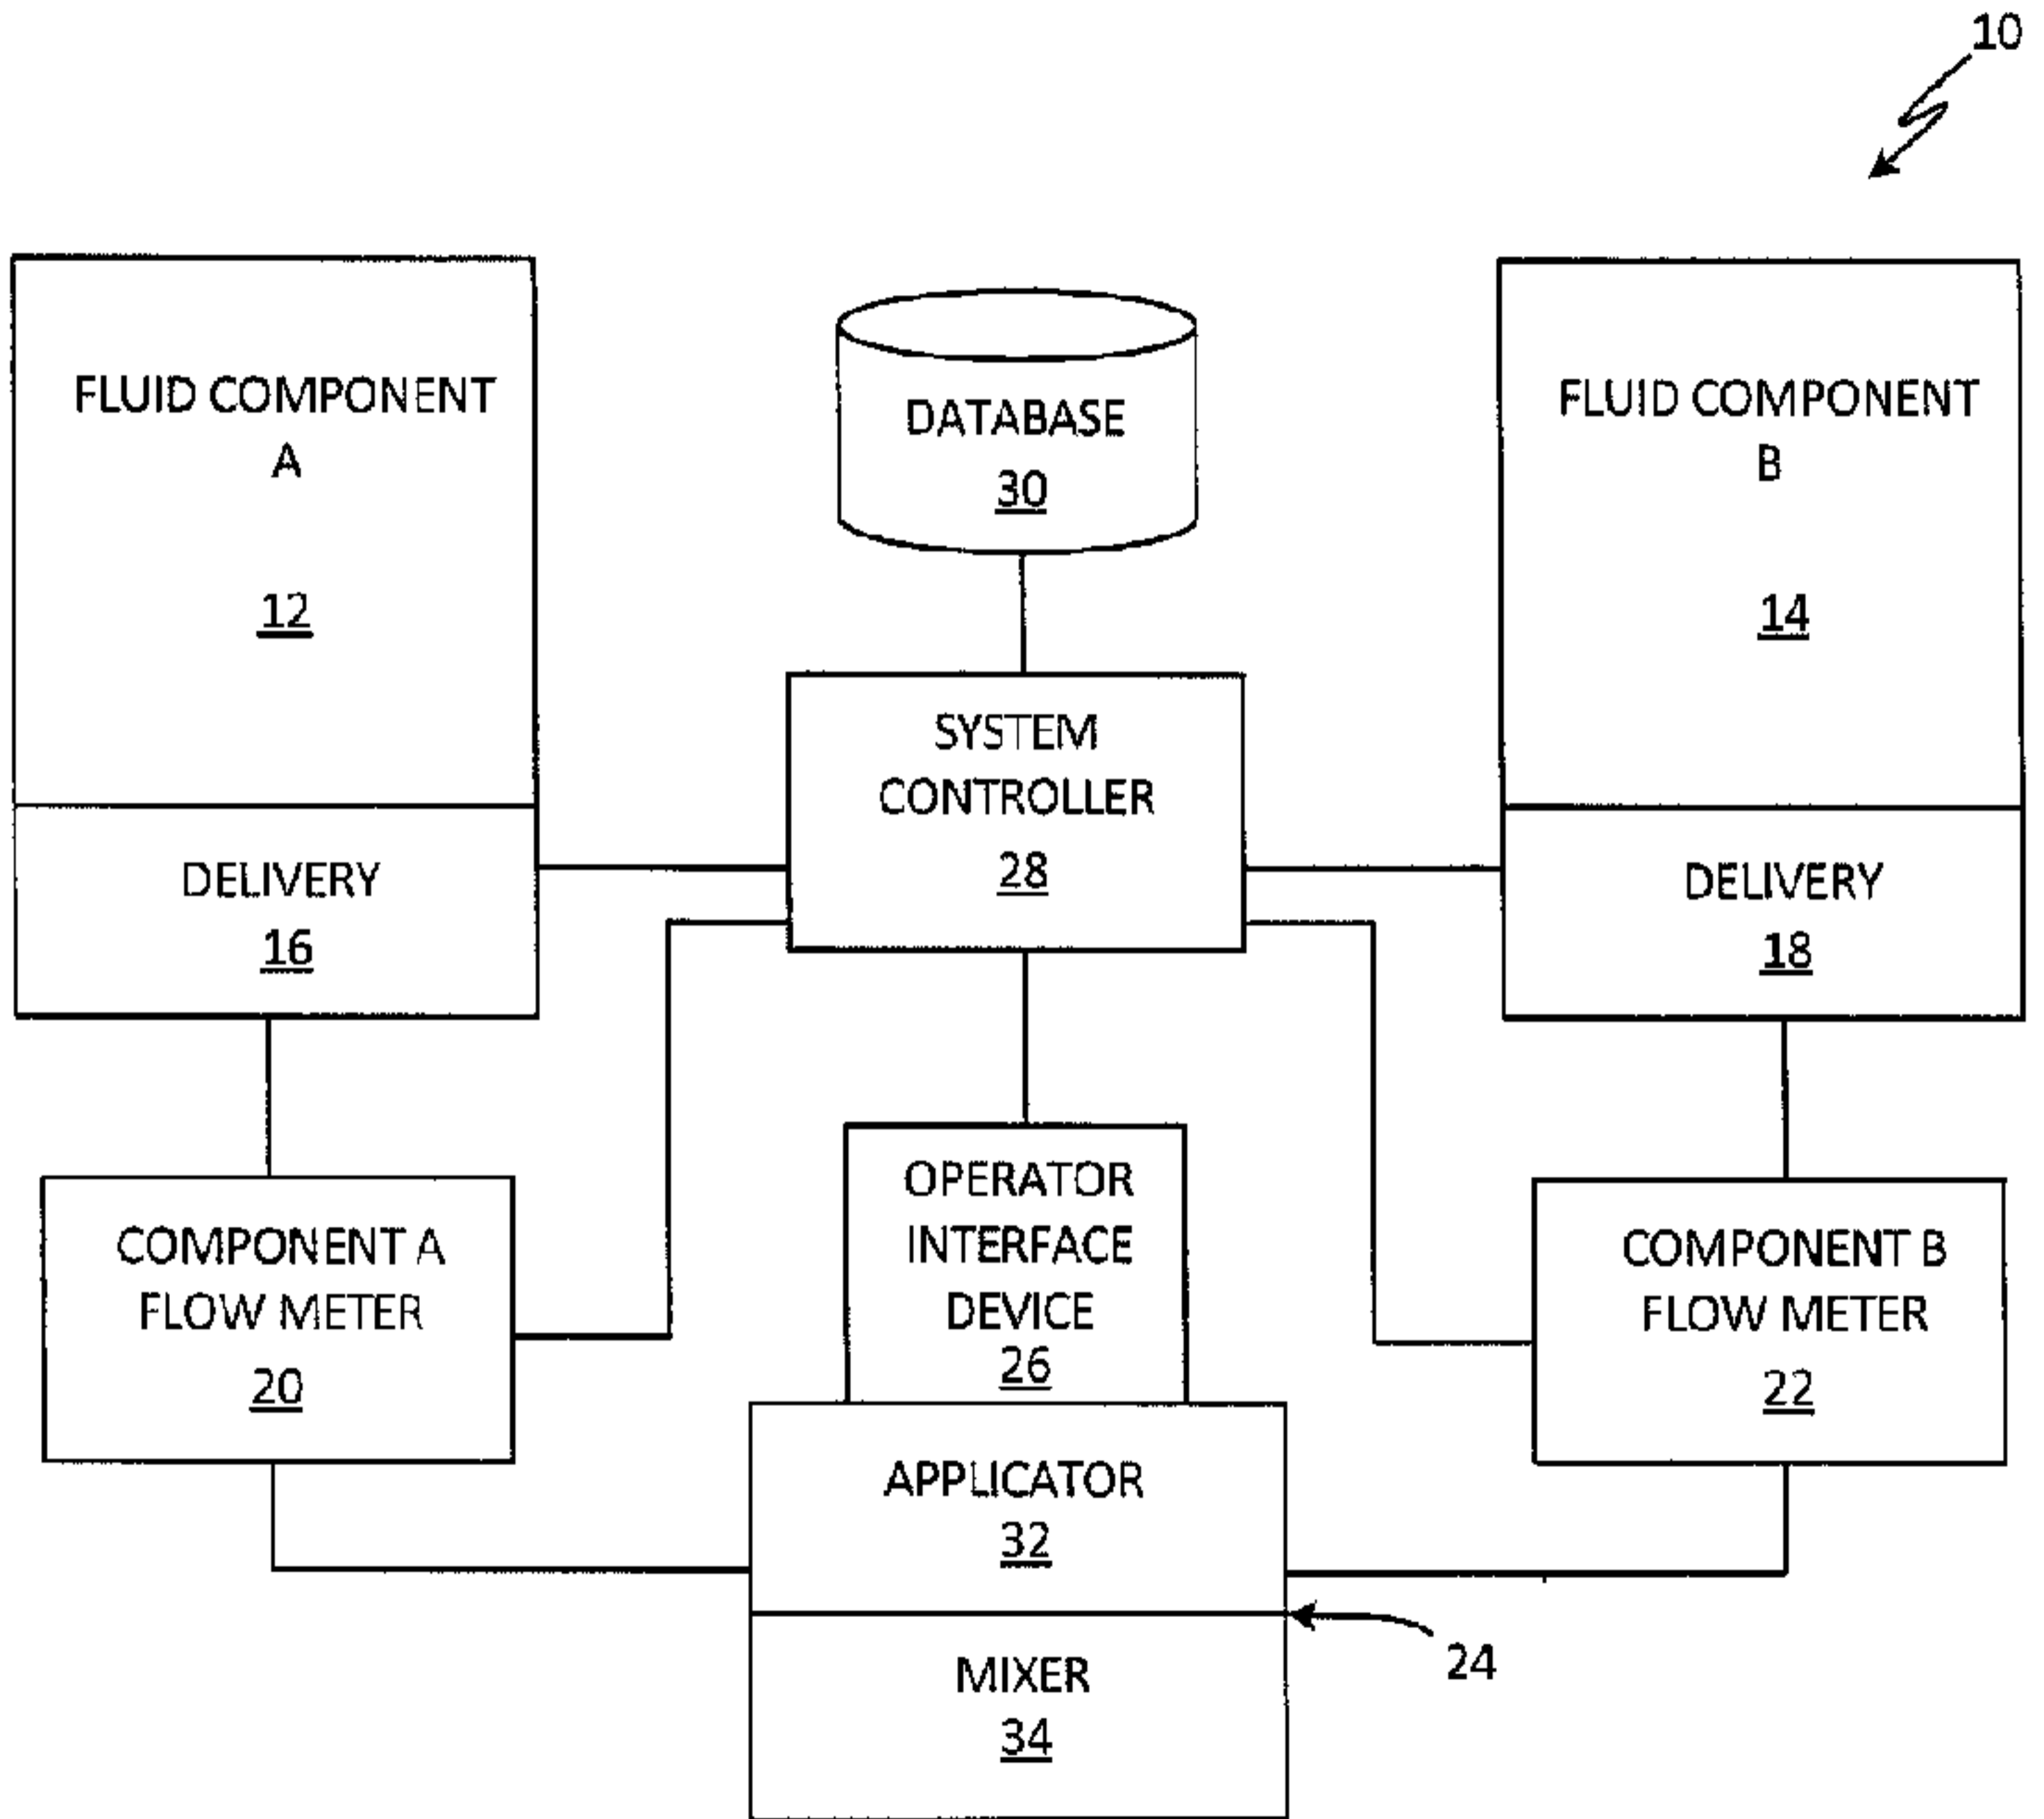 10
FLUID COMPONENT
A
12
DATABASE
30
FLUID COMPONENT
B
14
SYSTEM
CONTROLLER
28
DELIVERY
16
DELIVERY
18
COMPONENT A
FLOW METER
20
OPERATOR
INTERFACE
DEVICE
26
COMPONENT B
FLOW METER
22
APPLICATOR
32
24
MIXER
34